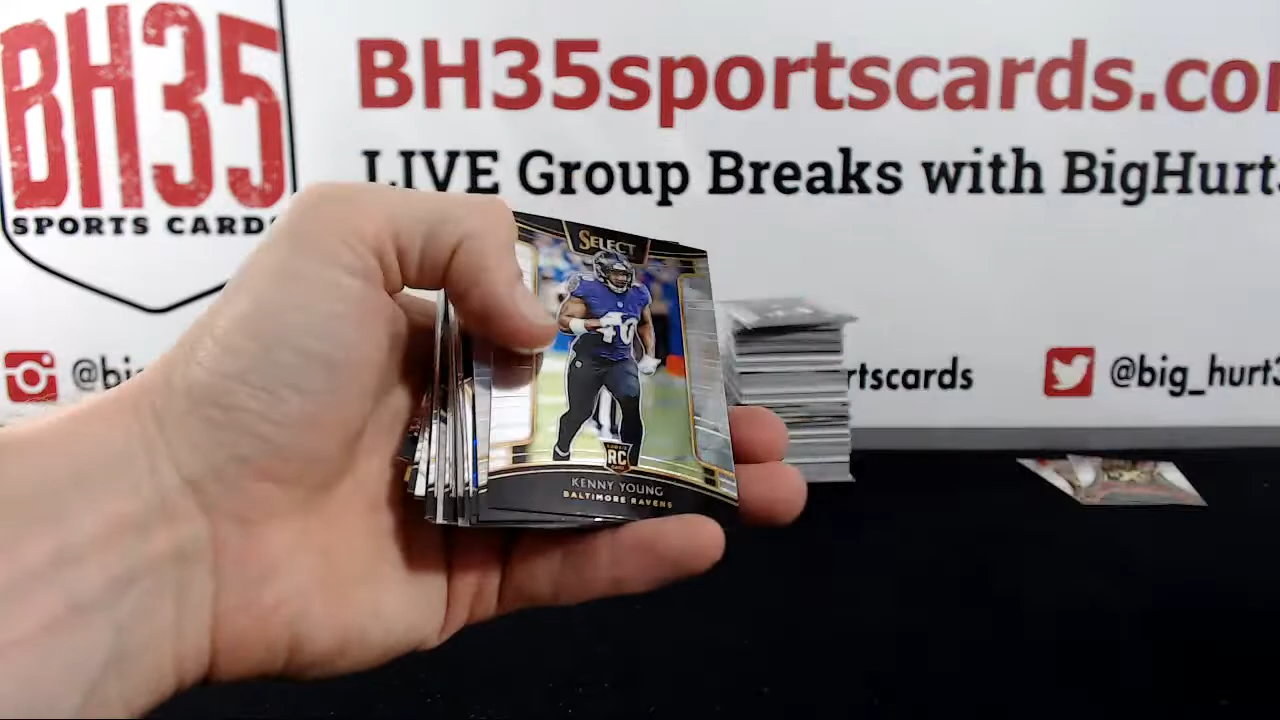 BH35
SPORTS CARDS
BH35sportscards.co
LIVE Group Breaks with BigHurt
@big
rtscards
@big_hurt3
SELECT
40
RC
KENNY YOUNG
BALTIMORE RAVENS